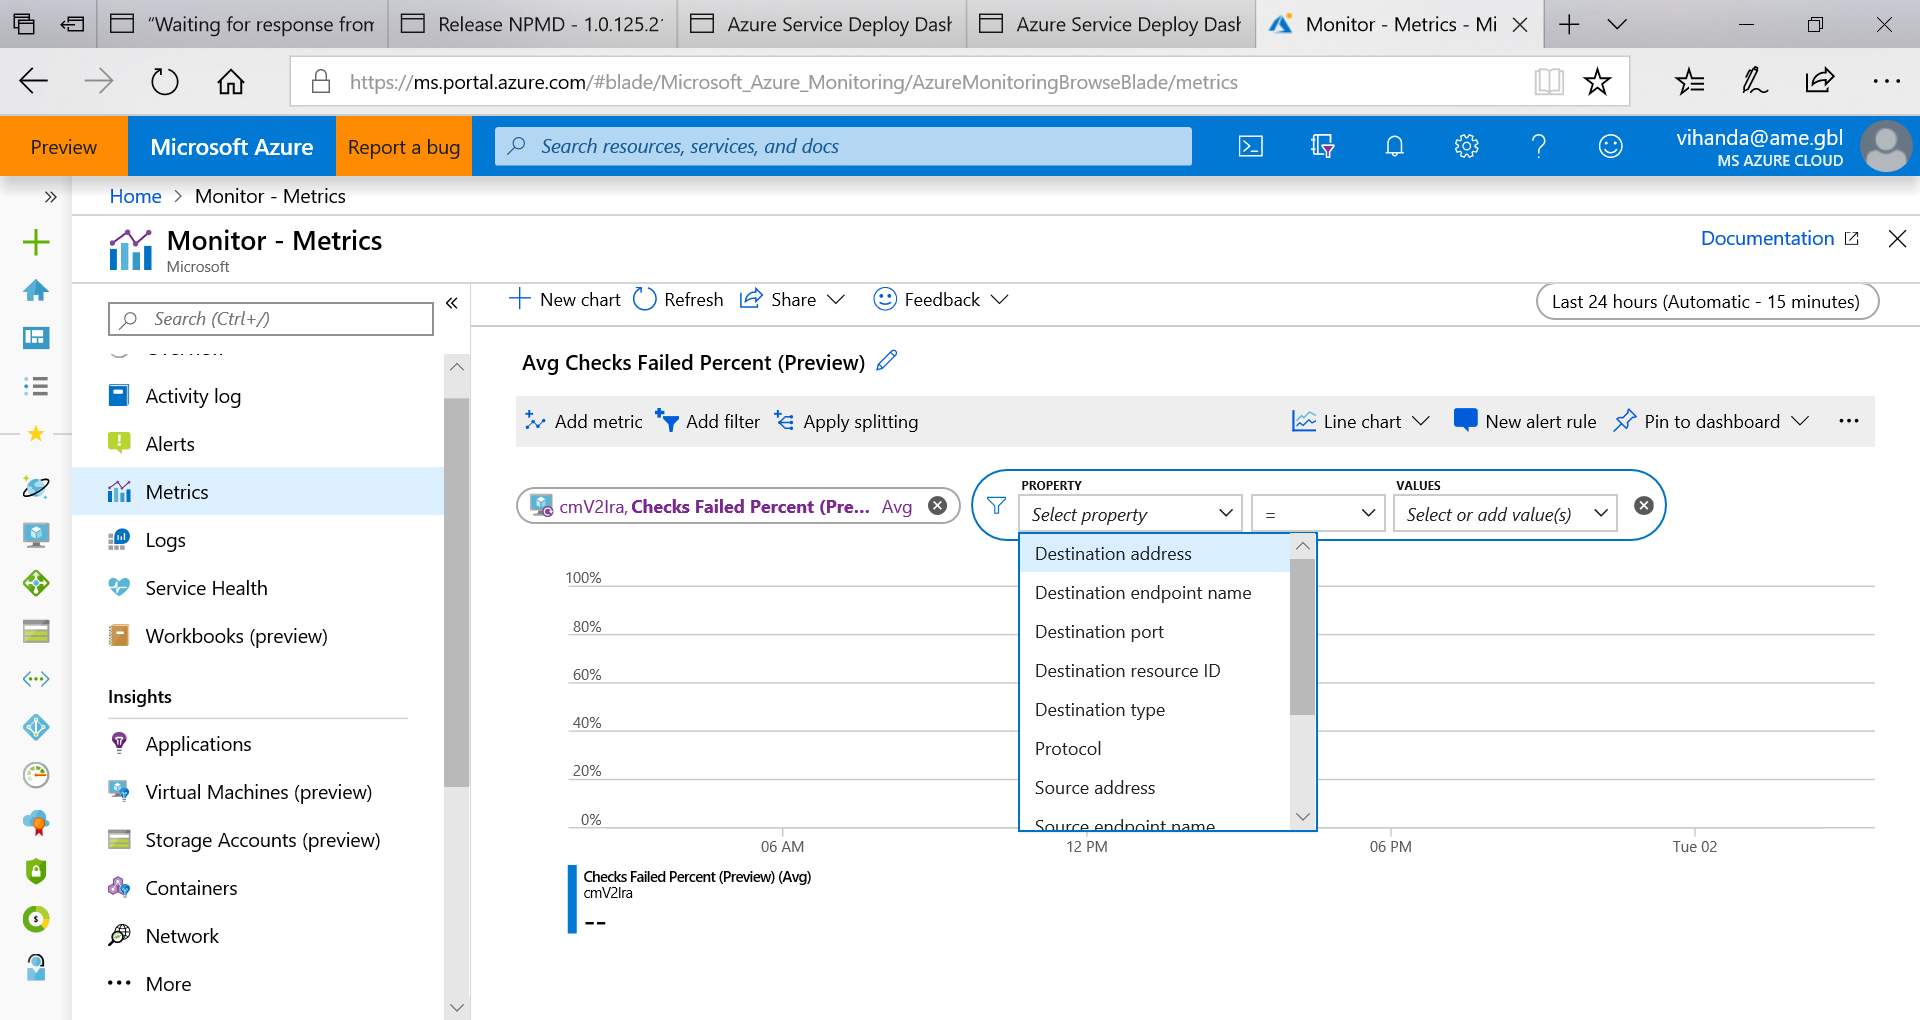 “Waiting for response from
Release NPMD - 1.0.125.2
Azure Service Deploy Das
Azure Service Deploy Das
Monitor - Metrics - Mi
https://ms.portal.azure.com/#blade/Microsoft_Azure_Monitoring/AzureMonitoringBrowseBlade/metrics
Preview
Microsoft Azure
Report a bug
Search resources, services, and docs
vihanda@ame.gbl
MS AZURE CLOUD
Home > Monitor - Metrics
Monitor - Metrics
Microsoft
Documentation
Search (Ctrl+/)
Overview
Activity log
Alerts
Metrics
Logs
Service Health
Workbooks (preview)
Insights
Applications
Virtual Machines (preview)
Storage Accounts (preview)
Containers
Network
More
New chart
Refresh
Share
Feedback
Last 24 hours (Automatic - 15 minutes)
Avg Checks Failed Percent (Preview)
Add metric
Add filter
Apply splitting
Line chart
New alert rule
Pin to dashboard
cmV2Ira, Checks Failed Percent (Pre... Avg
PROPERTY
VALUES
Select property
=
Select or add value(s)
Destination address
Destination endpoint name
Destination port
Destination resource ID
Destination type
Protocol
Source address
Source endpoint name
100%
80%
60%
40%
20%
0%
06 AM
12 PM
06 PM
Tue 02
Checks Failed Percent (Preview) (Avg)
cmV2Ira
--